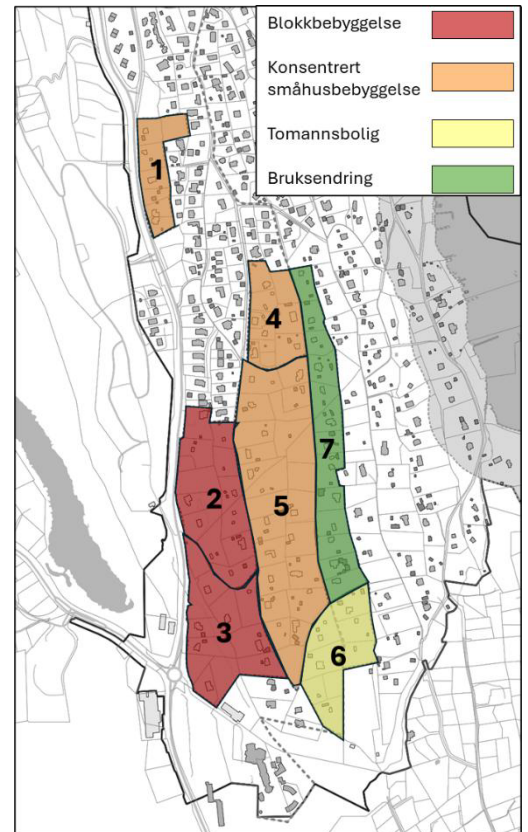 Blokkbebyggelse
Konsentrert
småhusbebyggelse
Tomannsbolig
Bruksendring
1
4
7
2
5
3
6